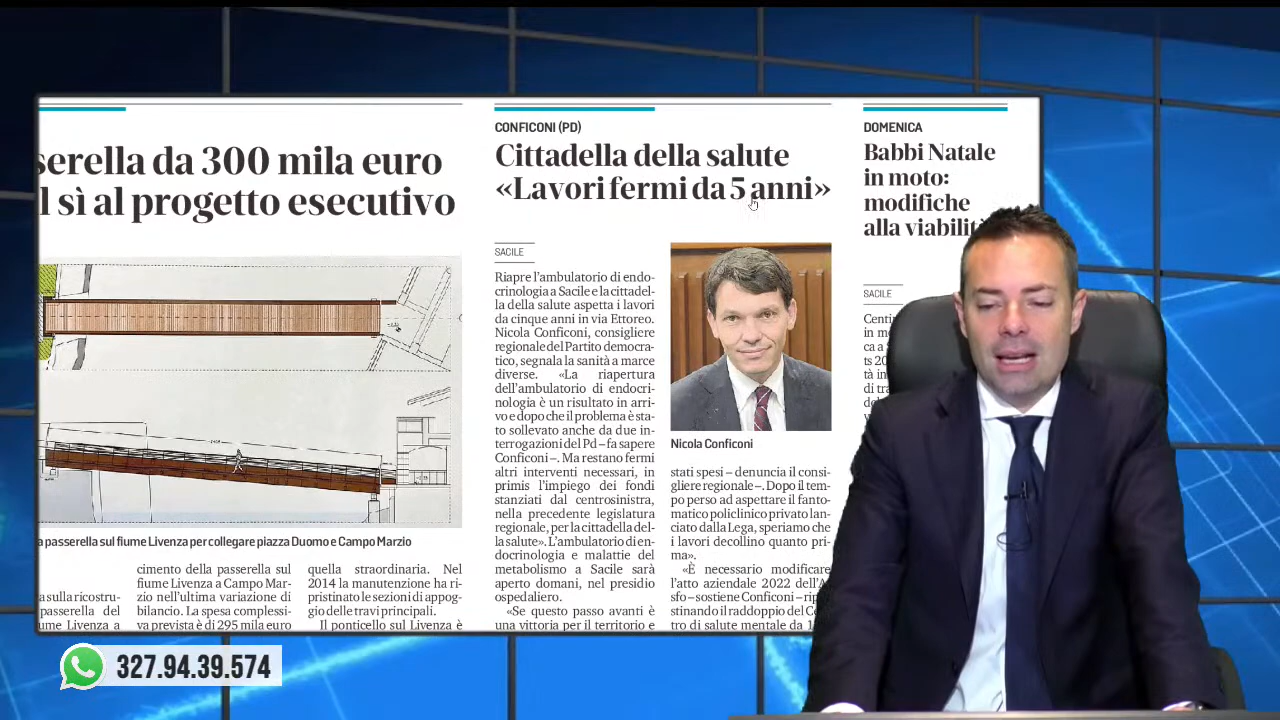 serella da 300 mila euro
l sì al progetto esecutivo
a passerella sul fiume Livenza per collegare piazza Duomo e Campo Marzio
a sulla ricostru-
passerella del
ume Livenza a
cimento della passerella sul
fiume Livenza a Campo Mar-
zio nell'ultima variazione di
bilancio. La spesa complessi-
va prevista è di 295 mila euro
quella straordinaria. Nel
2014 la manutenzione ha ri-
pristinato le sezioni di appog-
gio delle travi principali.
Il ponticello sul Livenza è
CONFICONI (PD)
Cittadella della salute
«Lavori fermi da 5 anni»
SACILE
Riapre l'ambulatorio di endo-
crinologia a Sacile e la cittadel-
la della salute aspetta i lavori
da cinque anni in via Ettoreo.
Nicola Conficoni, consigliere
regionale del Partito democra-
tico, segnala la sanità a marce
diverse. «La riapertura
dell'ambulatorio di endocri-
nologia è un risultato in arri-
vo e dopo che il problema è sta-
to sollevato anche da due in-
terrogazioni del Pd – fa sapere
Conficoni –. Ma restano fermi
altri interventi necessari, in
primis l'impiego dei fondi
stanziati dal centrosinistra,
nella precedente legislatura
regionale, per la cittadella del-
la salute». L'ambulatorio di en-
docrinologia e malattie del
metabolismo a Sacile sarà
aperto domani, nel presidio
ospedaliero.
«Se questo passo avanti è
una vittoria per il territorio e
Nicola Conficoni
stati spesi – denuncia il consi-
gliere regionale –. Dopo il tem-
po perso ad aspettare il fanto-
matico policlinico privato lan-
ciato dalla Lega, speriamo che
i lavori decollino quanto pri-
ma».
«È necessario modificare
l'atto aziendale 2022 dell'A
sfo – sostiene Conficoni – rip
stinando il raddoppio del C
tro di salute mentale da 1
DOMENICA
Babbi Natale
in moto:
modifiche
alla viabilità
SACILE
Centin
in mo
ca a S
ts 20
tà in
di tra
del
327.94.39.574